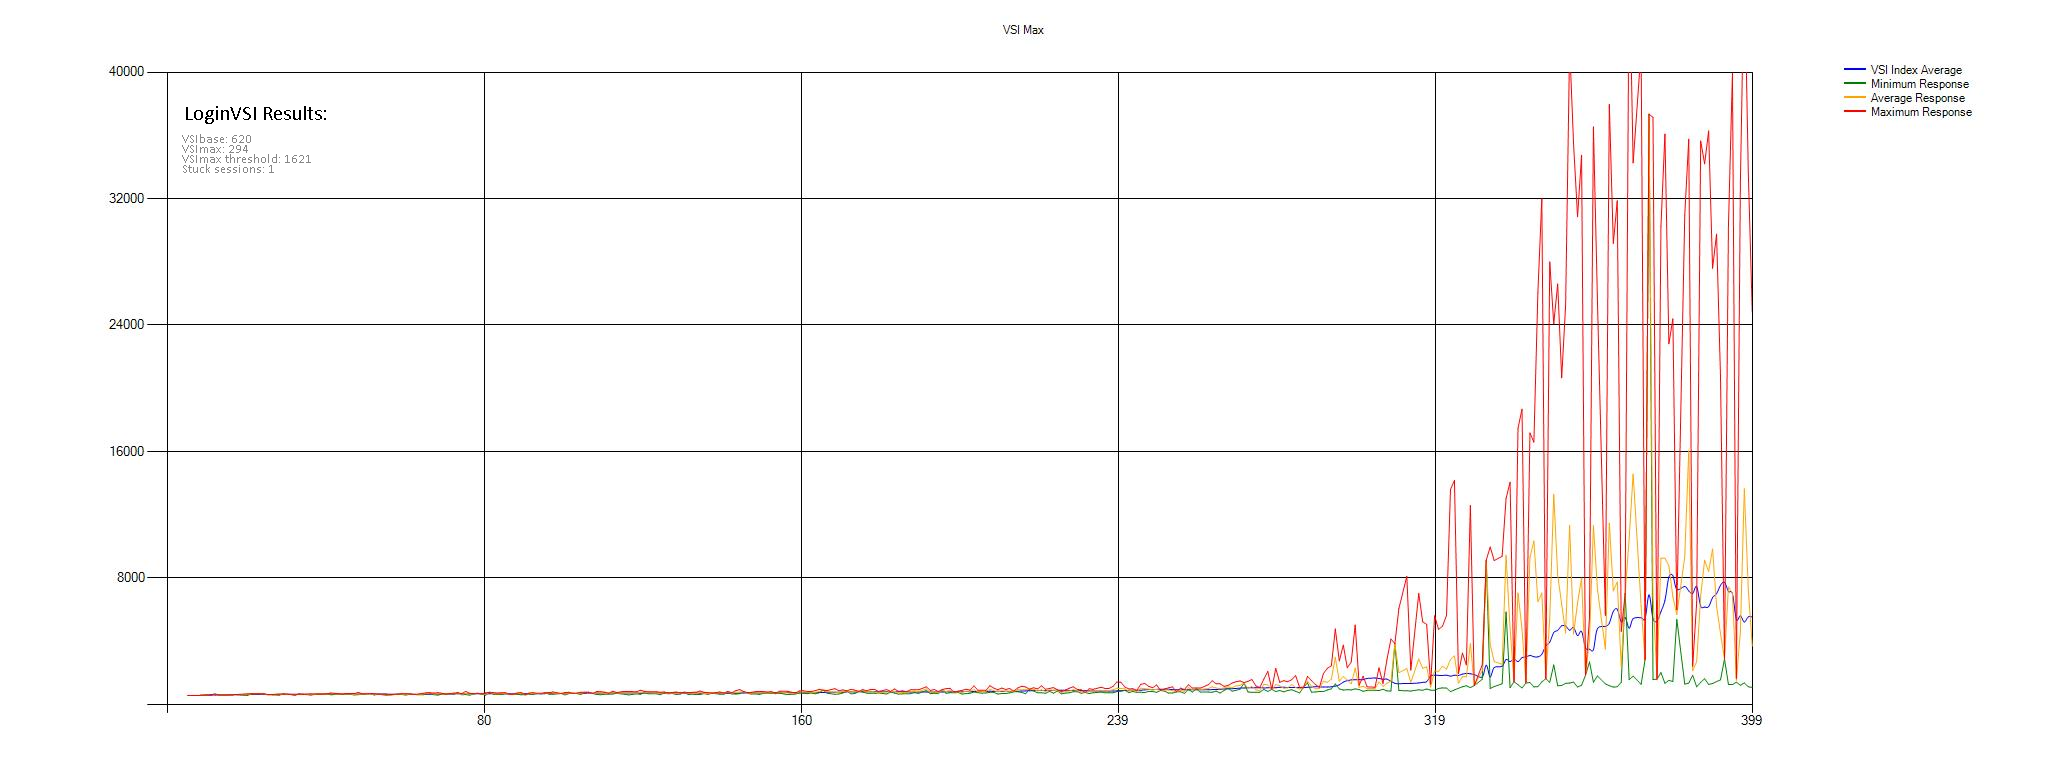 VSI Max
40000
32000
24000
16000
8000
LoginVSI Results:
VSIbase: 620
VSImax: 294
VSImax threshold: 1621
Stuck sessions: 1
80
160
239
319
399
VSI Index Average
Minimum Response
Average Response
Maximum Response